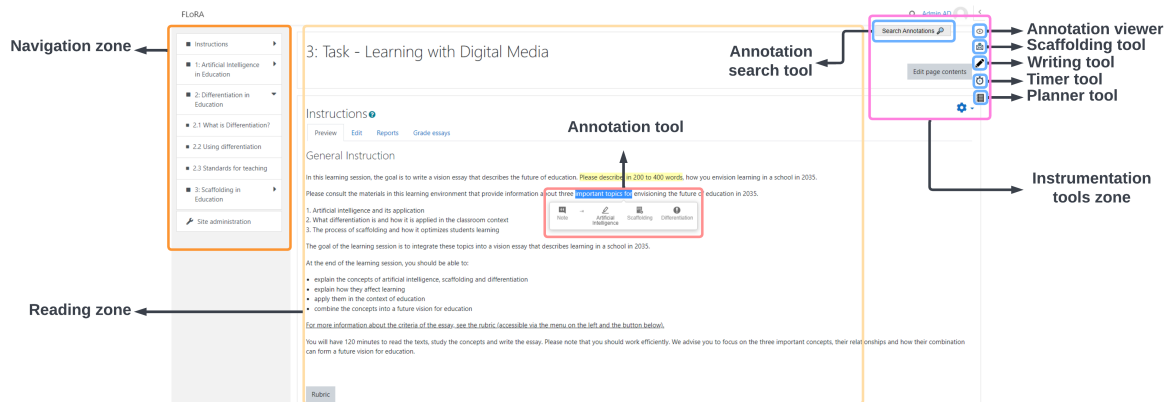 FLoRA
Admin AD
Navigation zone
Instructions
1: Artificial Intelligence
in Education
2: Differentiation in
Education
2.1 What is Differentiation?
2.2 Using differentiation
2.3 Standards for teaching
3: Scaffolding in
Education
Site administration
Reading zone
3: Task - Learning with Digital Media
Annotation
search tool
Search Annotations
Edit page contents
Annotation viewer
Scaffolding tool
Writing tool
Timer tool
Planner tool
Instrumentation
tools zone
Instructions
Preview Edit Reports Grade essays
Annotation tool
General Instruction
In this learning session, the goal is to write a vision essay that describes the future of education. Please describe in 200 to 400 words, how you envision learning in a school in 2035.
Please consult the materials in this learning environment that provide information about three important topics for envisioning the future of education in 2035.
Note Artificial Intelligence Scaffolding Differentiation
1. Artificial intelligence and its application
2. What differentiation is and how it is applied in the classroom context
3. The process of scaffolding and how it optimizes students learning
The goal of the learning session is to integrate these topics into a vision essay that describes learning in a school in 2035.
At the end of the learning session, you should be able to:
• explain the concepts of artificial intelligence, scaffolding and differentiation
• explain how they affect learning
• apply them in the context of education
• combine the concepts into a future vision for education
For more information about the criteria of the essay, see the rubric (accessible via the menu on the left and the button below).
You will have 120 minutes to read the texts, study the concepts and write the essay. Please note that you should work efficiently. We advise you to focus on the three important concepts, their relationships and how their combination
can form a future vision for education.
Rubric